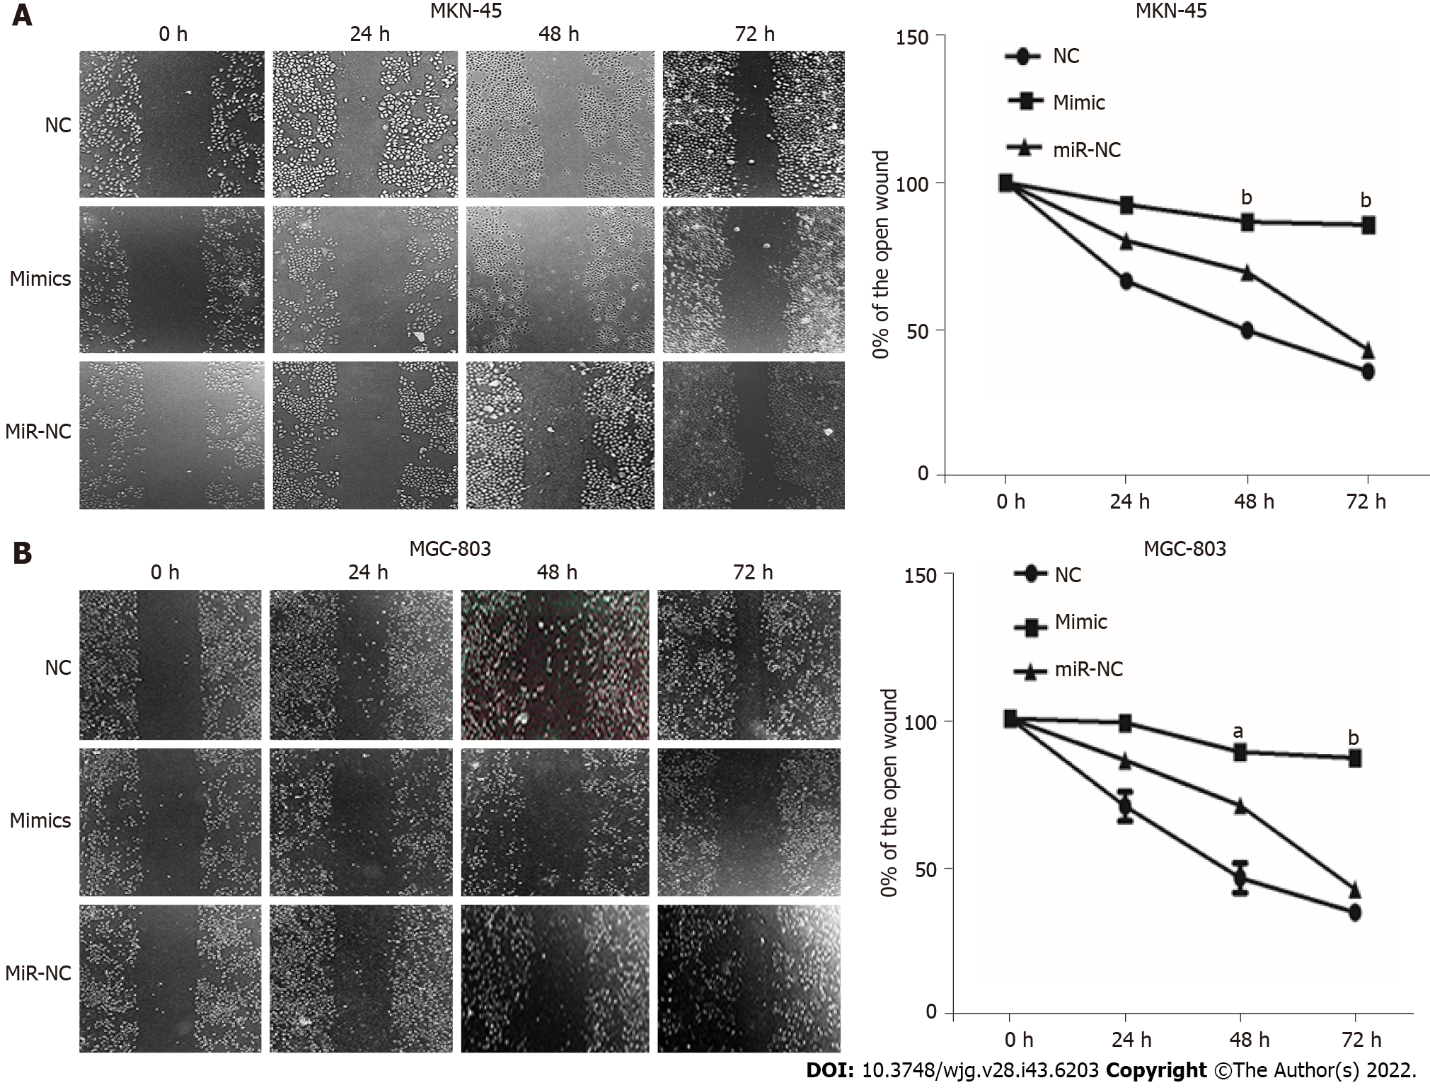 A
MKN-45
0 h 24 h 48 h 72 h
NC
Mimics
MiR-NC
MKN-45
150
NC
Mimic
miR-NC
100
b b
50
0
0% of the open wound
0 h 24 h 48 h 72 h
B
MGC-803
0 h 24 h 48 h 72 h
NC
Mimics
MiR-NC
MGC-803
150
NC
Mimic
miR-NC
100
a b
50
0
0% of the open wound
0 h 24 h 48 h 72 h
DOI: 10.3748/wjg.v28.i43.6203 Copyright ©The Author(s) 2022.